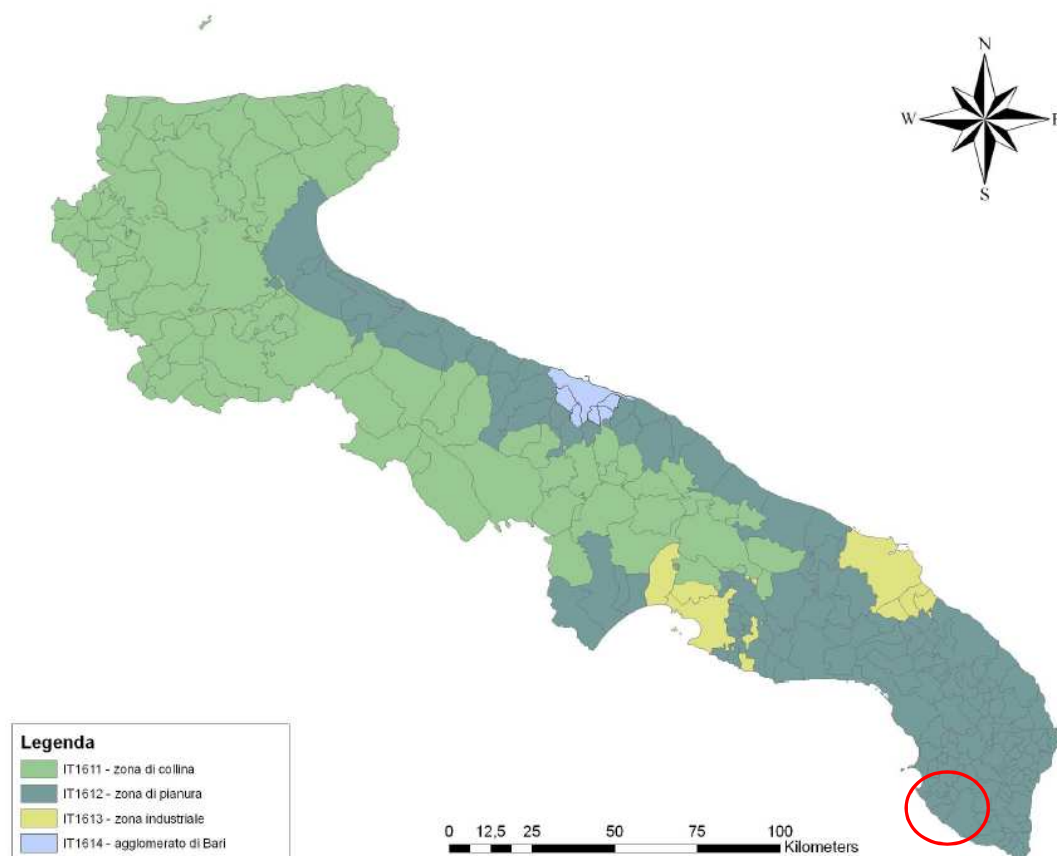 N
W
E
S
Legenda
IT1611 - zona di collina
IT1612 - zona di pianura
IT1613 - zona industriale
IT1614 - agglomerato di Bari
0 12,5 25 50 75 100
Kilometers